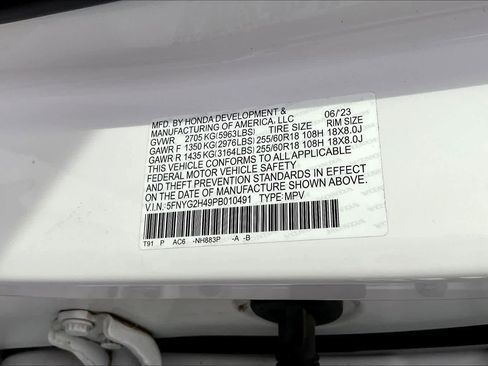 MFD. BY HONDA DEVELOPMENT & 06/23
MANUFACTURING OF AMERICA, LLC
TIRE SIZE RIM SIZE
GVWR 2705 KG(5963LBS)
GAWR F 1350 KG(2976LBS) 255/60R18 108H 18X8.0J
GAWR R 1435 KG(3164LBS) 255/60R18 108H 18X8.0J
THIS VEHICLE CONFORMS TO ALL APPLICABLE
FEDERAL MOTOR VEHICLE SAFETY
AND THEFT PREVENTION STANDARDS IN EFFECT
ON THE DATE OF MANUFACTURE SHOWN ABOVE.
V.I.N.: 5FNYG2H49PB010491 TYPE: MPV
T91 P AC6 -NH883P -A -B